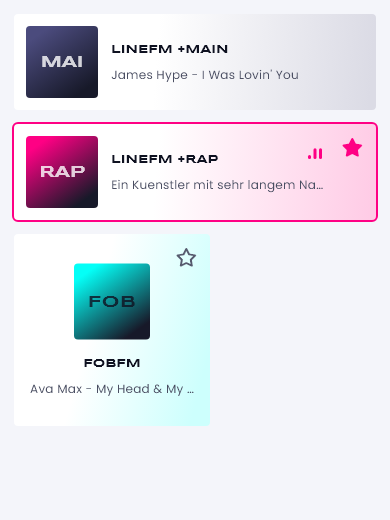 MAI
LINEFM +MAIN
James Hype - I Was Lovin' You
RAP
LINEFM +RAP
Ein Kuenstler mit sehr langem Na...
FOB
FOBFM
Ava Max - My Head & My ...